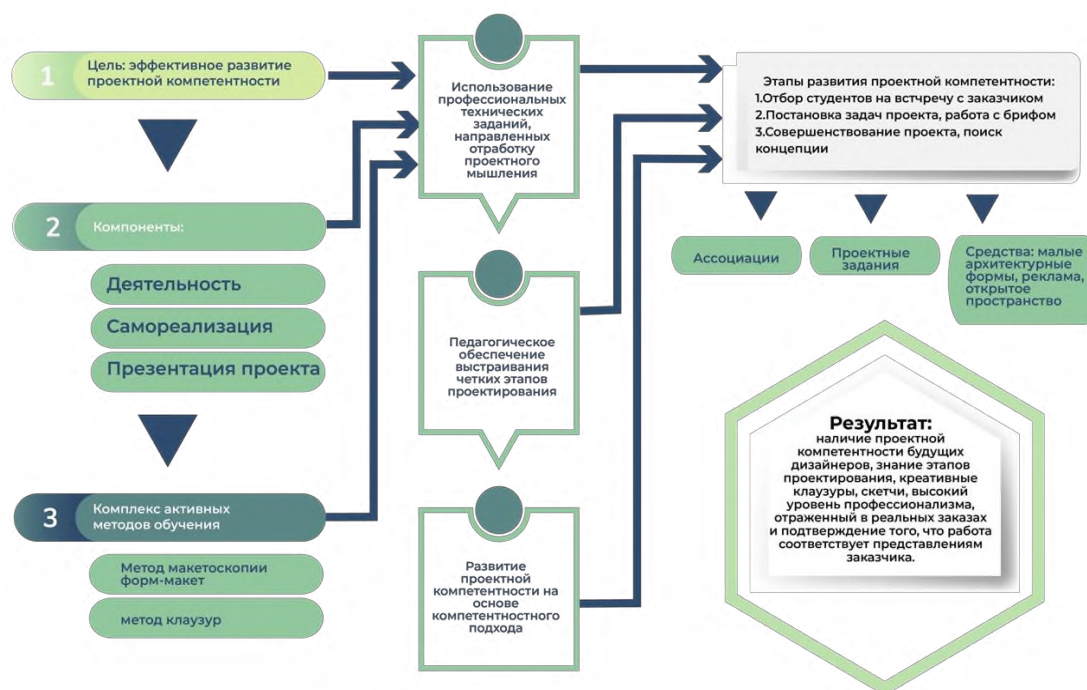 1
Цель: эффективное развитие
проектной компетентности
2
Компоненты:
Деятельность
Самореализация
Презентация проекта
3
Комплекс активных
методов обучения
Метод макетоскопии
форм-макет
метод клаузур
Использование
профессиональных
технических
заданий,
направленных
отработку
проектного
мышления
Педагогическое
обеспечение
выстраивания
четких этапов
проектирования
Развитие
проектной
компетентности на
основе
компетентностного
подхода
Этапы развития проектной компетентности:
1.Отбор студентов на встчречу с заказчиком
2.Постановка задач проекта, работа с брифом
3.Совершенствование проекта, поиск
концепции
Ассоциации
Проектные
задания
Средства: малые
архитектурные
формы, реклама,
открытое
пространство
Результат:
наличие проектной
компетентности будущих
дизайнеров, знание этапов
проектирования, креативные
клаузуры, скетчи, высокий
уровень профессионализма,
отраженный в реальных заказах
и подтверждение того, что работа
соответствует представлениям
заказчика.